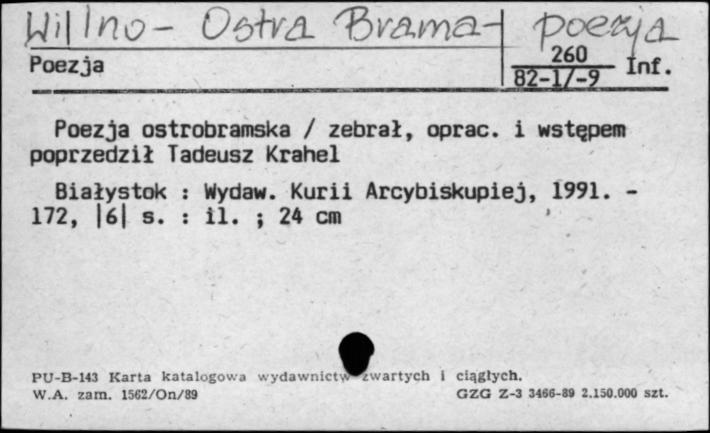 Wilno - Ostra Brama - poezja
Poezja
260
82-1/-9 Inf.
Poezja ostrobramska / zebrał, oprac. i wstępem
poprzedził Tadeusz Krahel
Białystok : Wydaw. Kurii Arcybiskupiej, 1991. -
172, |6| s. : il. ; 24 cm
PU-B-143 Karta katalogowa wydawnictw zwartych i ciągłych.
W.A. zam. 1562/On/89 GZG Z-3 3466-89 2.150.000 szt.